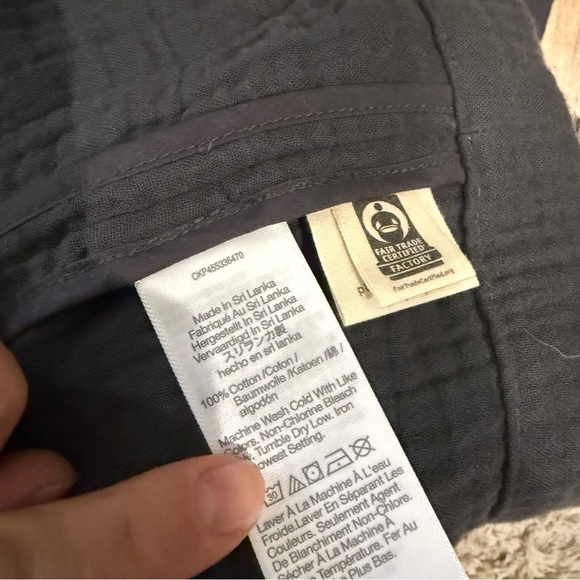 CKP455336470
Made In Sri Lanka
Fabriqué Au Sri Lanka
Hergestellt In Sri Lanka
Vervaardigd In Sri Lanka
スリランカ製
hecho en sri lanka
100% Cotton /Coton /
Baumwolle /Katoen /綿 /
algodón
Machine Wash Cold With Like
Colors. Non-Chlorine Bleach
Tumble Dry Low. Iron
Lowest Setting.
30
Laver À La Machine À L'eau
Froide.Laver En Séparant Les
Couleurs. Seulement Agent
De Blanchiment Non-Chloré.
Sécher À La Machine À
Température. Fer Au
Plus Bas.
FAIR TRADE
CERTIFIED
FACTORY
FairTradeCertified.org